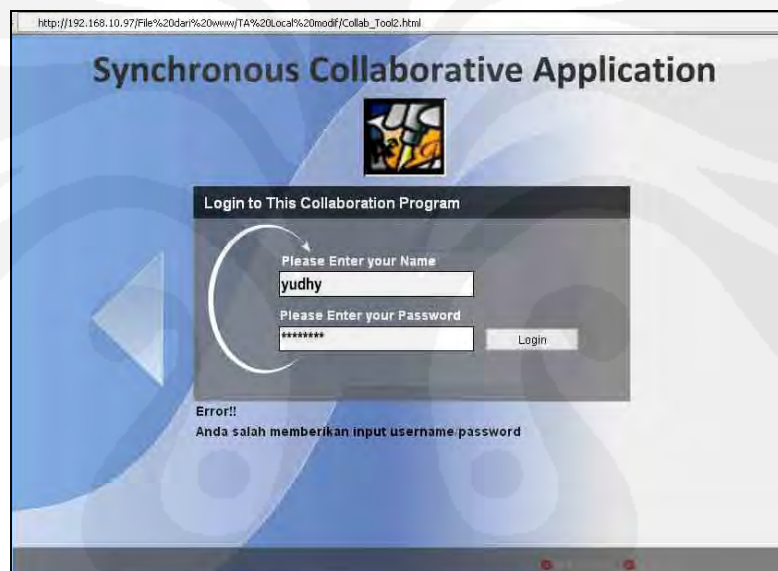 http://192.168.10.97/File%20dari%20www/TA%20Local%20modif/Collab_Tool2.html
Synchronous Collaborative Application
Login to This Collaboration Program
Please Enter your Name
yudhy
Please Enter your Password
********
Login
Error!!
Anda salah memberikan input username/password